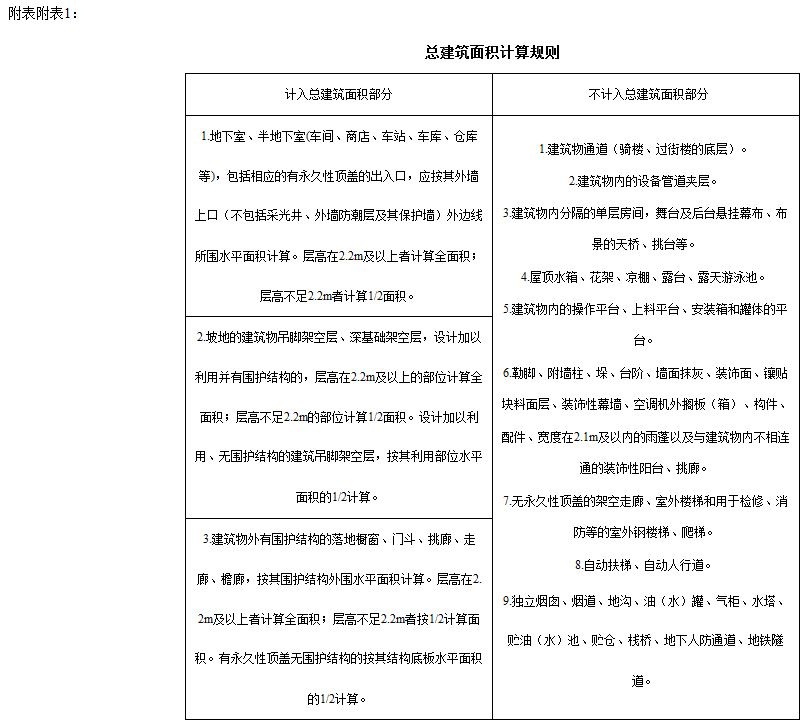 附表附表1：
总建筑面积计算规则
计入总建筑面积部分
不计入总建筑面积部分
1.地下室、半地下室(车间、商店、车站、车库、仓库
等)，包括相应的有永久性顶盖的出入口，应按其外墙
上口（不包括采光井、外墙防潮层及其保护墙）外边线
所围水平面积计算。层高在2.2m及以上者计算全面积；
层高不足2.2m者计算1/2面积。
2.坡地的建筑物吊脚架空层、深基础架空层，设计加以
利用并有围护结构的，层高在2.2m及以上的部位计算全
面积；层高不足2.2m的部位计算1/2面积。设计加以利
用、无围护结构的建筑吊脚架空层，按其利用部位水平
面积的1/2计算。
3.建筑物外有围护结构的落地橱窗、门斗、挑廊、走
廊、檐廊，按其围护结构外围水平面积计算。层高在2.
2m及以上者计算全面积；层高不足2.2m者按1/2计算面
积。有永久性顶盖无围护结构的按其结构底板水平面积
的1/2计算。
1.建筑物通道（骑楼、过街楼的底层）。
2.建筑物内的设备管道夹层。
3.建筑物内分隔的单层房间，舞台及后台悬挂幕布、布
景的天桥、挑台等。
4.屋顶水箱、花架、凉棚、露台、露天游泳池。
5.建筑物内的操作平台、上料平台、安装箱和罐体的平
台。
6.勒脚、附墙柱、垛、台阶、墙面抹灰、装饰面、镶贴
块料面层、装饰性幕墙、空调机外搁板（箱）、构件、
配件、宽度在2.1m及以内的雨蓬以及与建筑物内不相连
通的装饰性阳台、挑廊。
7.无永久性顶盖的架空走廊、室外楼梯和用于检修、消
防等的室外钢楼梯、爬梯。
8.自动扶梯、自动人行道。
9.独立烟囱、烟道、地沟、油（水）罐、气柜、水塔、
贮油（水）池、贮仓、栈桥、地下人防通道、地铁隧
道。